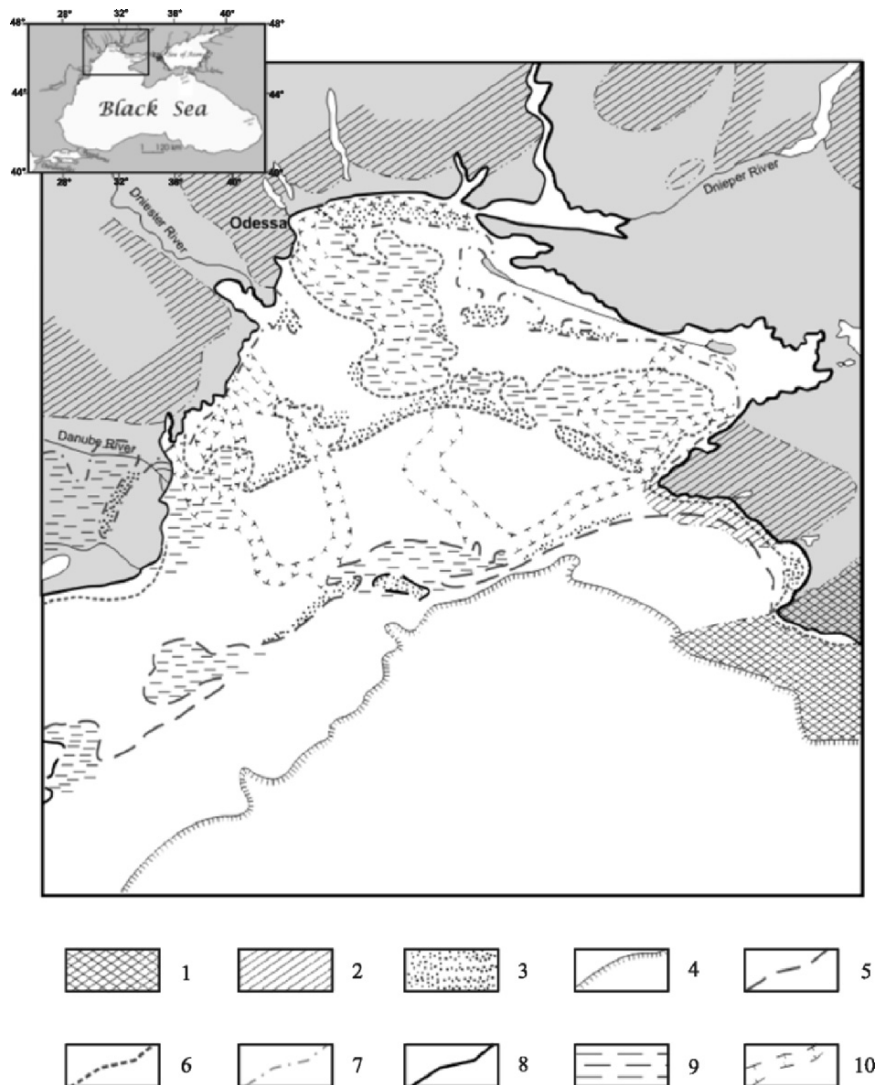 28° 32° 36° 40°
48° 48°
Sea of Azov
44° 44°
Black Sea
120 km
40° 40°
28° 32° 36° 40°
Dnieper River
Dniester River
Odessa
Danube River
1 2 3 4 5
6 7 8 9 10